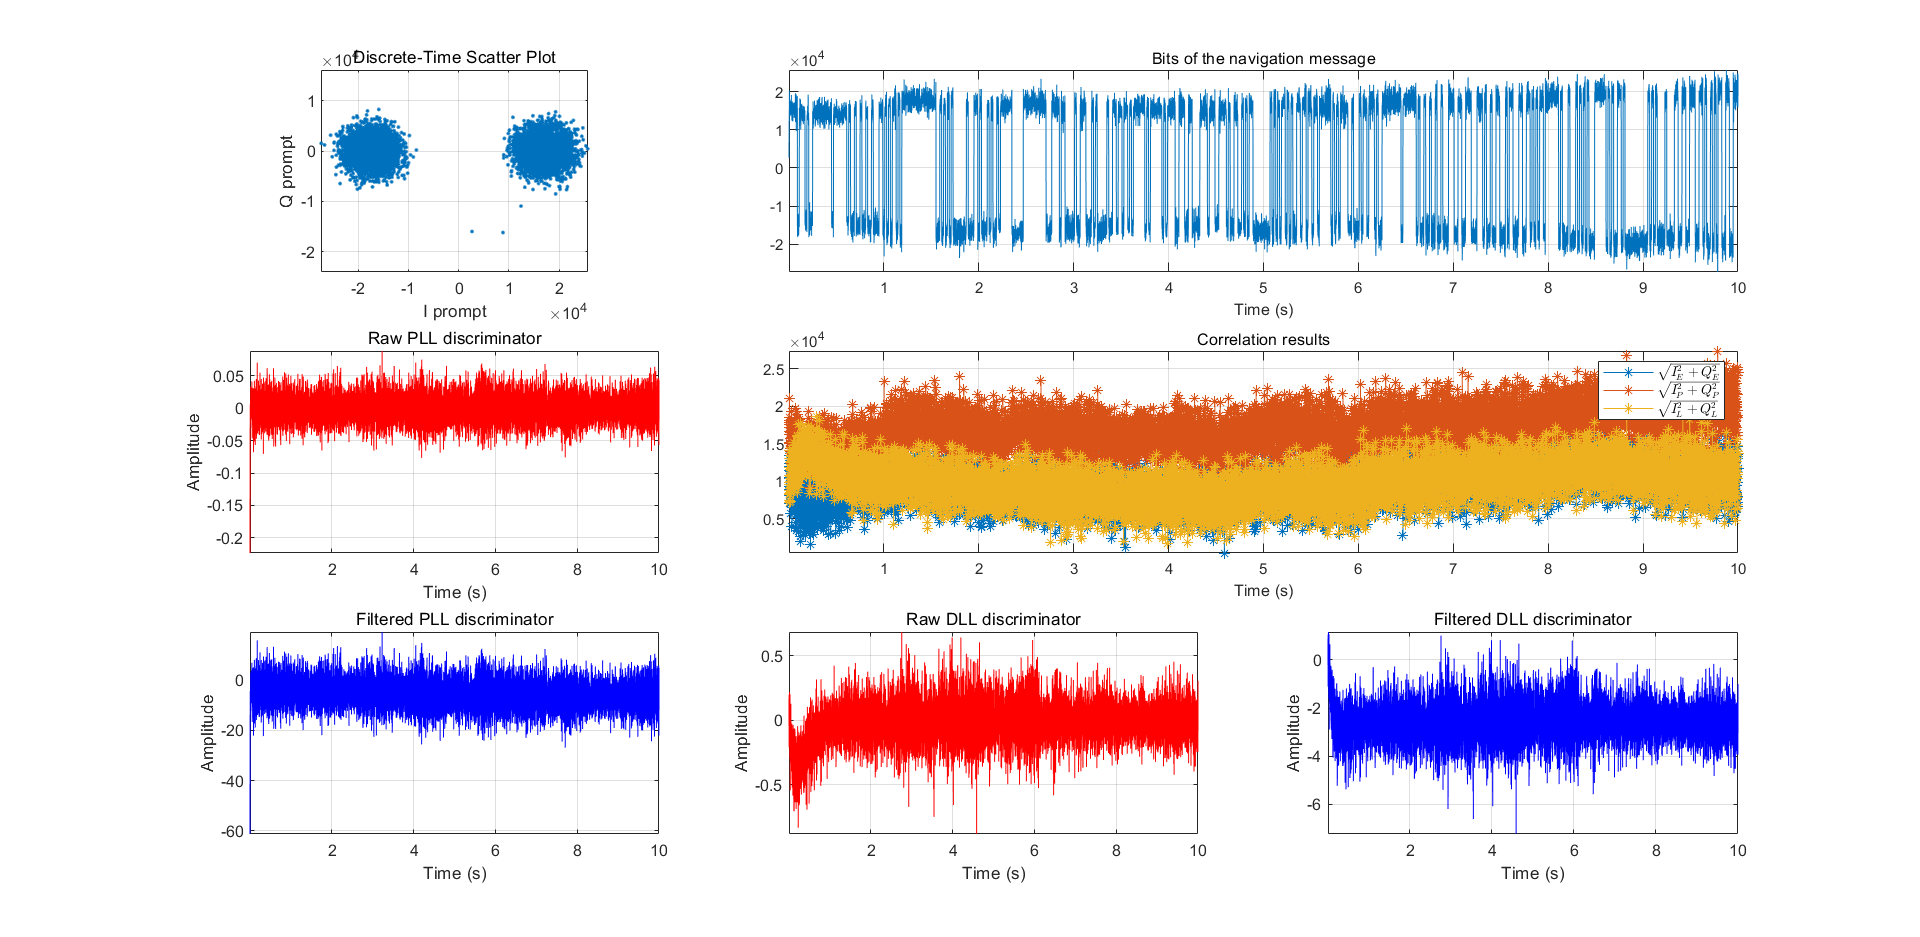 ×10⁴
Discrete-Time Scatter Plot
1
0
-1
-2
Q prompt
-2 -1 0 1 2
I prompt
×10⁴
×10⁴
Bits of the navigation message
2
1
0
-1
-2
1 2 3 4 5 6 7 8 9 10
Time (s)
Raw PLL discriminator
0.05
0
-0.05
-0.1
-0.15
-0.2
Amplitude
2 4 6 8 10
Time (s)
×10⁴
Correlation results
2.5
2
1.5
1
0.5
√(I_E² + Q_E²)
√(I_P² + Q_P²)
√(I_L² + Q_L²)
1 2 3 4 5 6 7 8 9 10
Time (s)
Filtered PLL discriminator
0
-20
-40
-60
Amplitude
2 4 6 8 10
Time (s)
Raw DLL discriminator
0.5
0
-0.5
Amplitude
2 4 6 8 10
Time (s)
Filtered DLL discriminator
0
-2
-4
-6
Amplitude
2 4 6 8 10
Time (s)